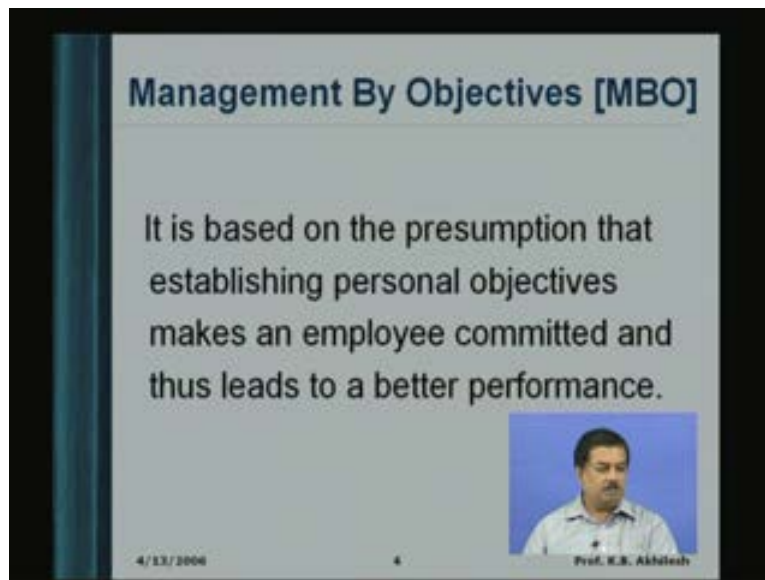 Management By Objectives [MBO]
It is based on the presumption that
establishing personal objectives
makes an employee committed and
thus leads to a better performance.
4/13/2006
4
Prof. K.B. Akhilesh